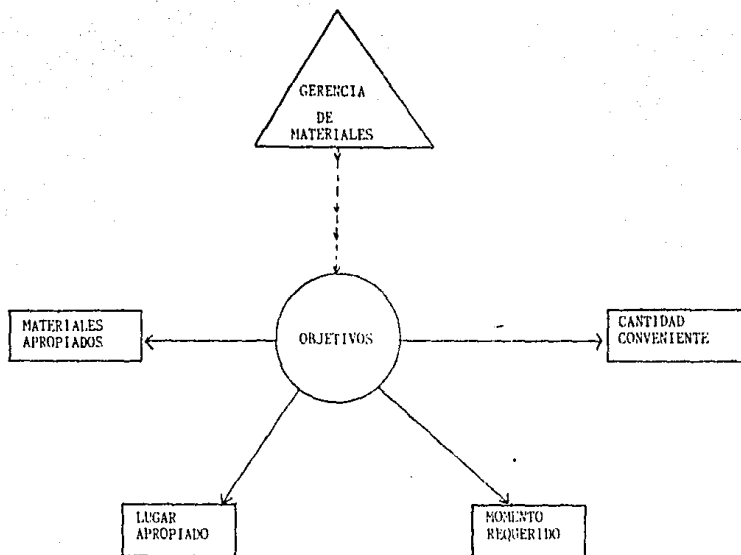 GERENCIA
DE
MATERIALES
OBJETIVOS
MATERIALES
APROPIADOS
CANTIDAD
CONVENIENTE
LUGAR
APROPIADO
MOMENTO
REQUERIDO